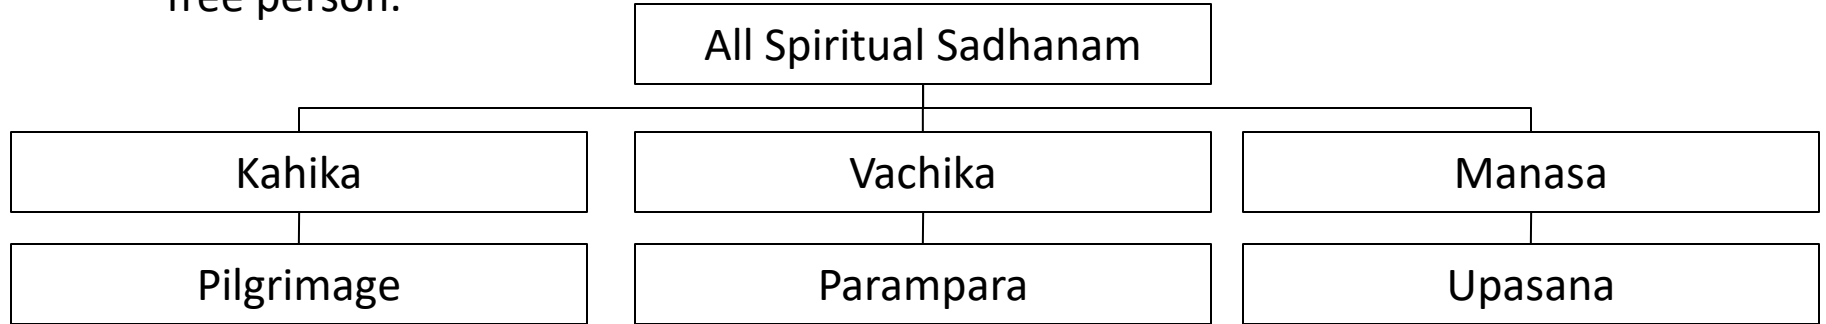 free person.
All Spiritual Sadhanam
Kahika Vachika Manasa
Pilgrimage Parampara Upasana